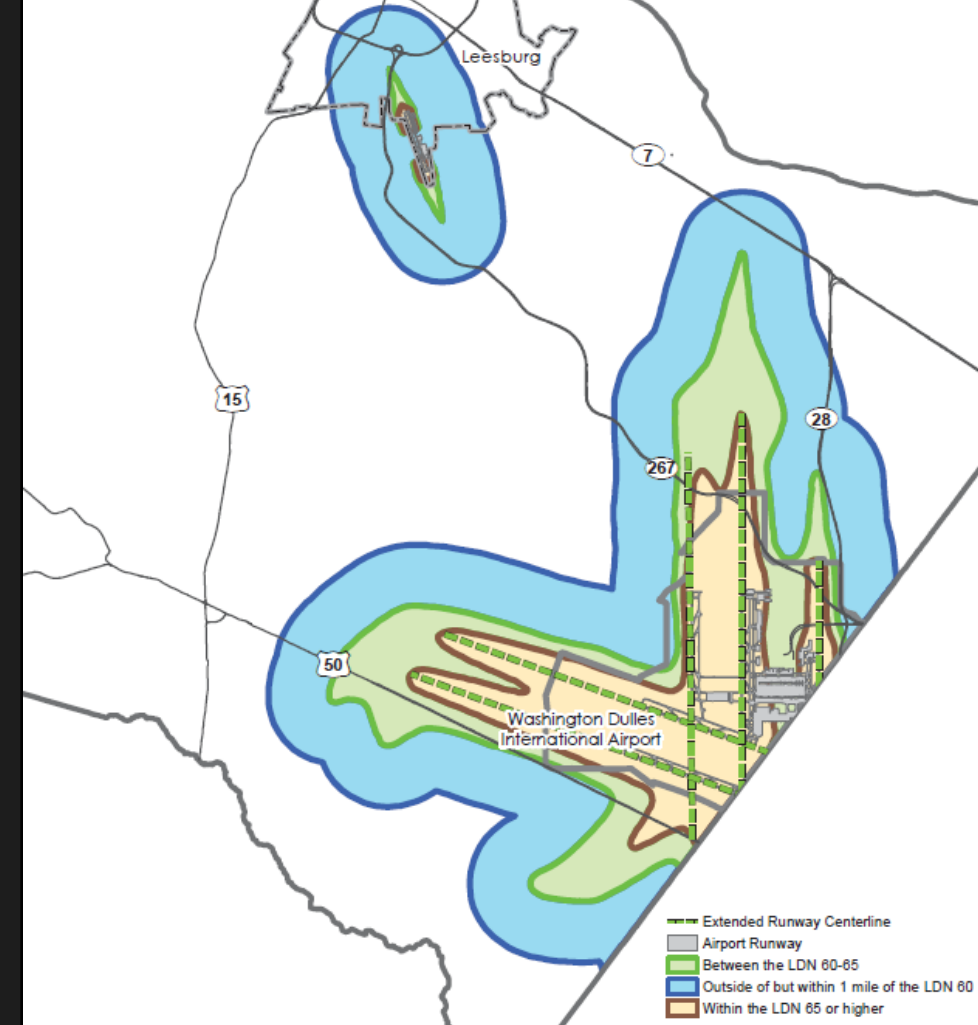 Leesburg
7
15
28
267
50
Washington Dulles
International Airport
Extended Runway Centerline
Airport Runway
Between the LDN 60-65
Outside of but within 1 mile of the LDN 60
Within the LDN 65 or higher